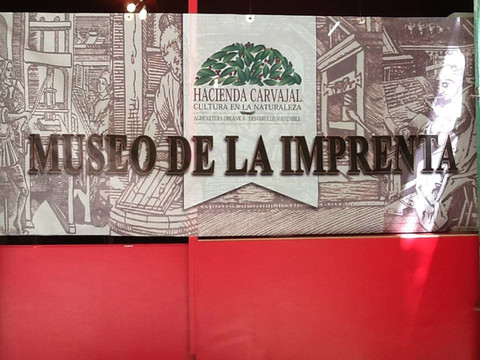 HACIENDA CARVAJAL
CULTURA EN LA NATURALEZA
AGRICULTURA ORGÁNICA - DESARROLLO SOSTENIBLE
MUSEO DE LA IMPRENTA